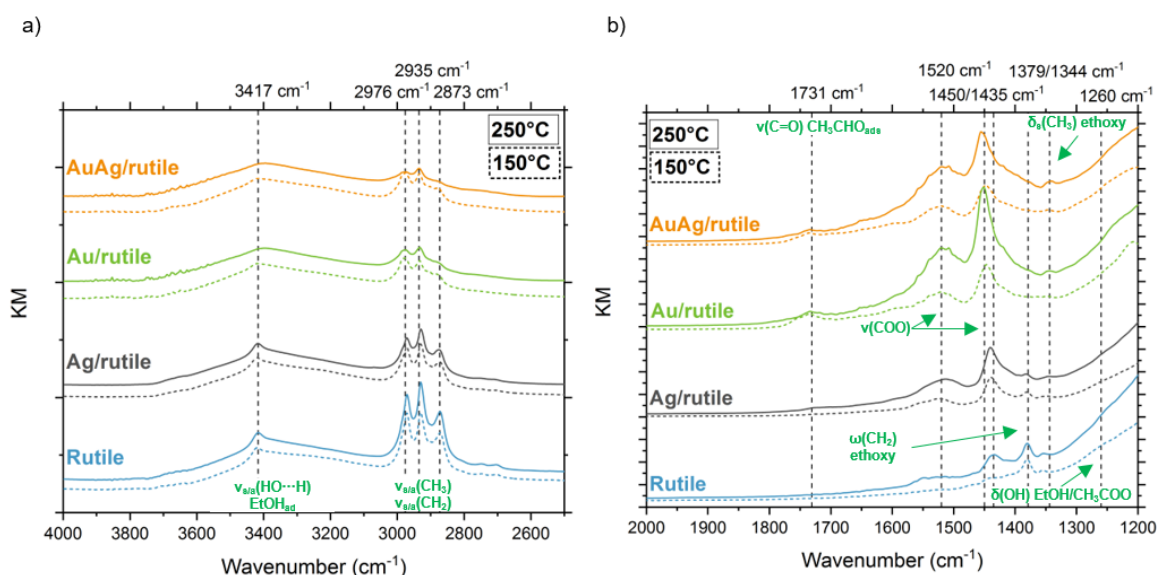 a)
2935 cm⁻¹
3417 cm⁻¹
2976 cm⁻¹
2873 cm⁻¹
250°C
150°C
AuAg/rutile
Au/rutile
Ag/rutile
Rutile
νs/a(HO···H)
EtOHad
νs/a(CH3)
νs/a(CH2)
KM
4000 3800 3600 3400 3200 3000 2800 2600
Wavenumber (cm⁻¹)
b)
1520 cm⁻¹
1379/1344 cm⁻¹
1731 cm⁻¹
1450/1435 cm⁻¹
1260 cm⁻¹
250°C
150°C
ν(C=O) CH3CHOads
δs(CH3) ethoxy
AuAg/rutile
Au/rutile
ν(COO)
Ag/rutile
ω(CH2)
ethoxy
Rutile
δ(OH) EtOH/CH3COO
KM
2000 1900 1800 1700 1600 1500 1400 1300 1200
Wavenumber (cm⁻¹)